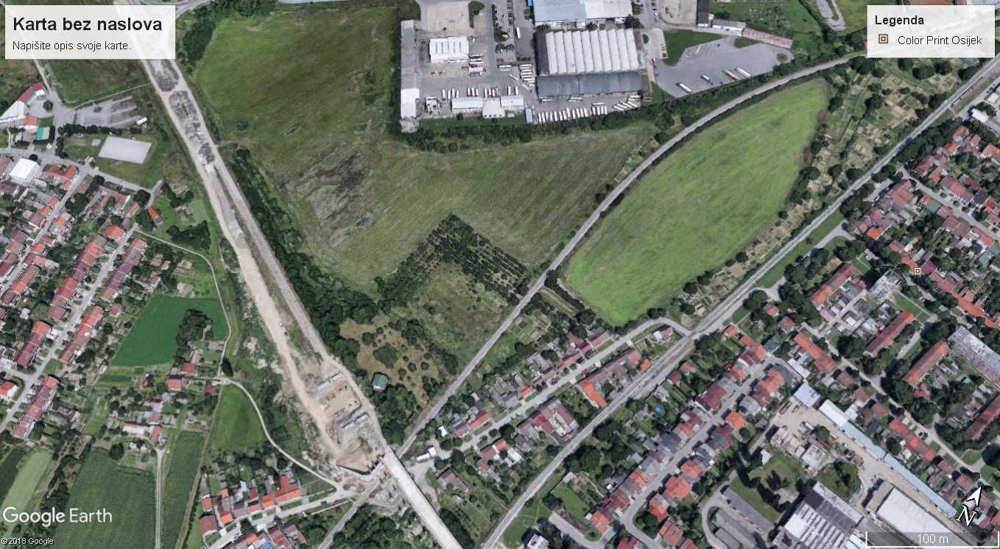 Karta bez naslova
Napišite opis svoje karte.
Legenda
Color Print Osijek
Google Earth
©2018 Google
N
100 m